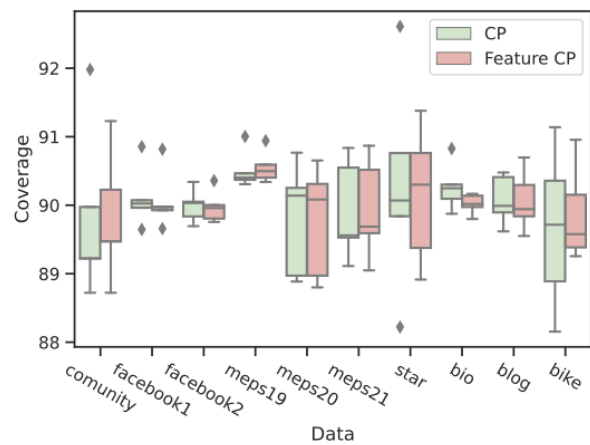 CP
Feature CP
92
91
90
89
88
Coverage
comunity
facebook1
facebook2
meps19
meps20
meps21
star
bio
blog
bike
Data